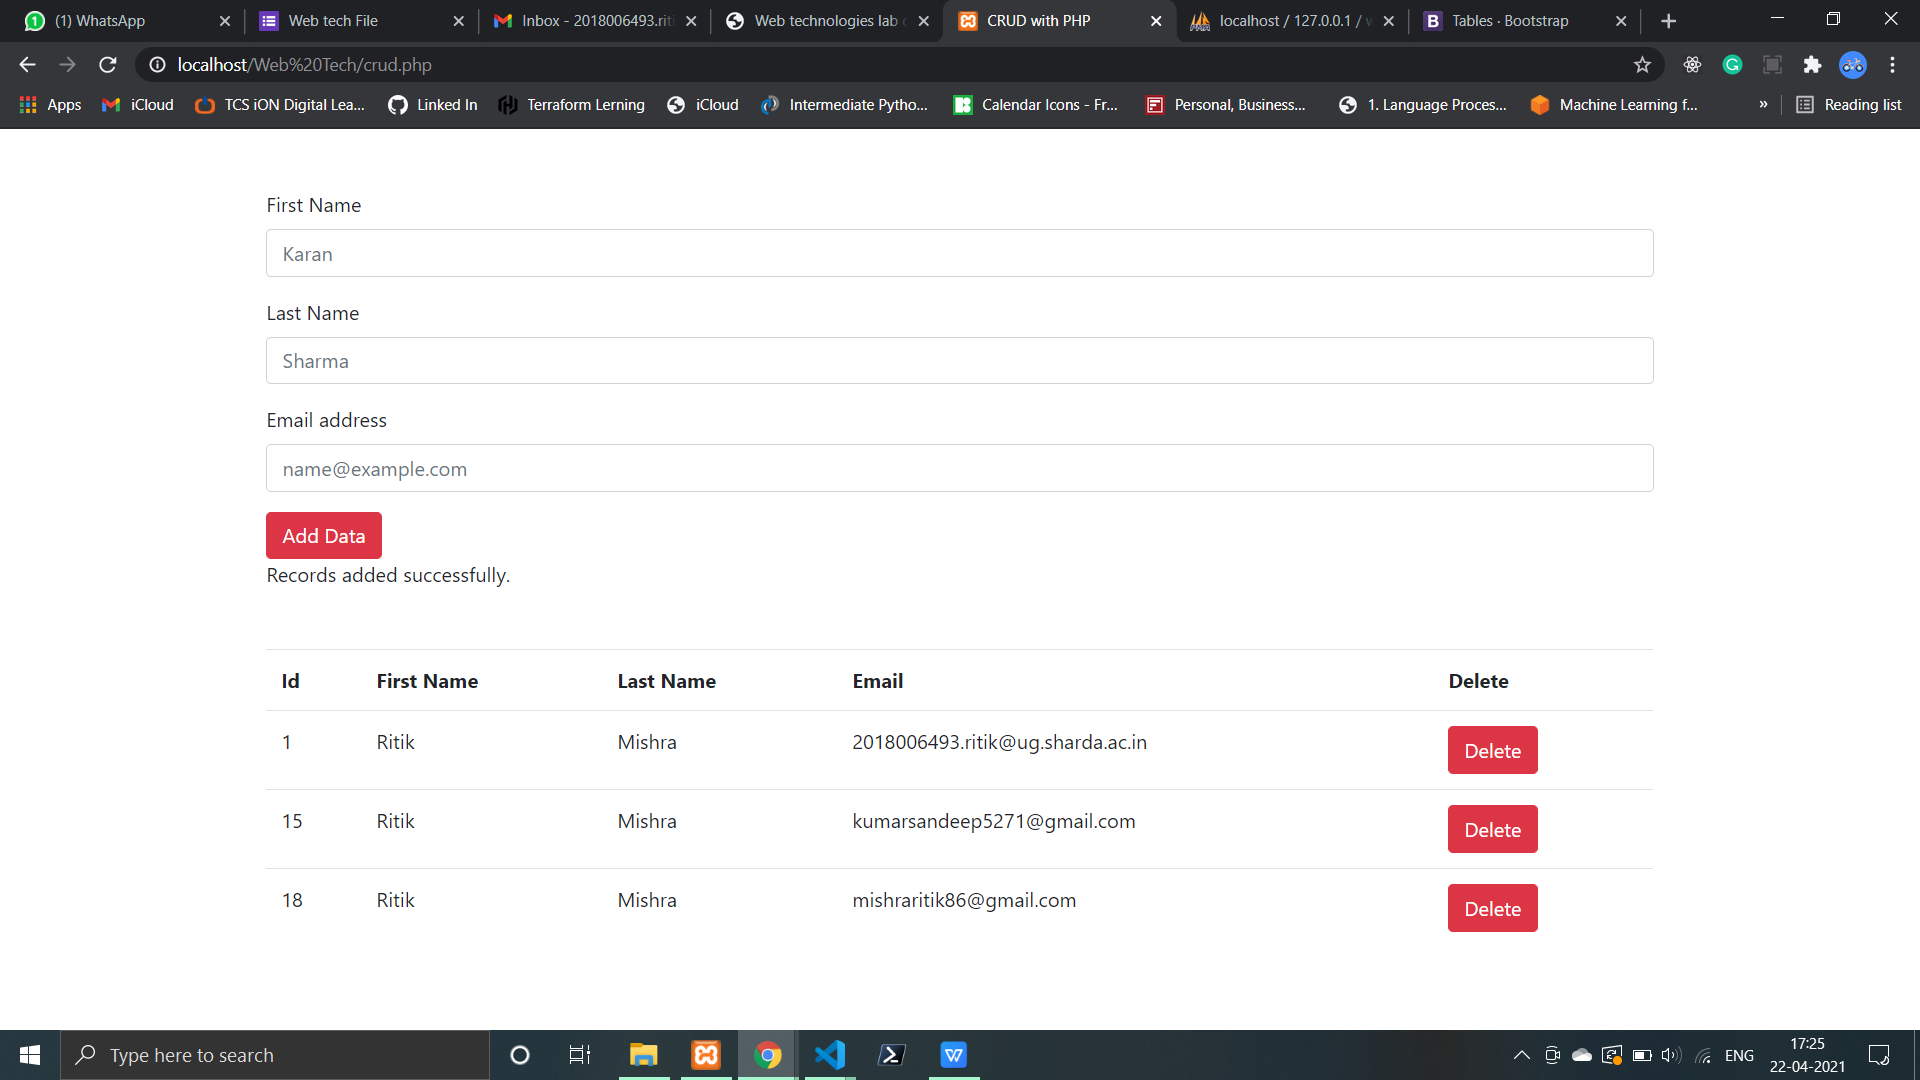 (1) WhatsApp
Web tech File
Inbox - 2018006493.riti
Web technologies lab
CRUD with PHP
localhost / 127.0.0.1 /
Tables · Bootstrap
localhost/Web%20Tech/crud.php
Apps
iCloud
TCS iON Digital Lea...
Linked In
Terraform Lerning
iCloud
Intermediate Pytho...
Calendar Icons - Fr...
Personal, Business...
1. Language Proces...
Machine Learning f...
»
Reading list
First Name
Karan
Last Name
Sharma
Email address
name@example.com
Add Data
Records added successfully.
Id First Name Last Name Email Delete
1 Ritik Mishra 2018006493.ritik@ug.sharda.ac.in Delete
15 Ritik Mishra kumarsandeep5271@gmail.com Delete
18 Ritik Mishra mishraritik86@gmail.com Delete
Type here to search
ENG
17:25
22-04-2021